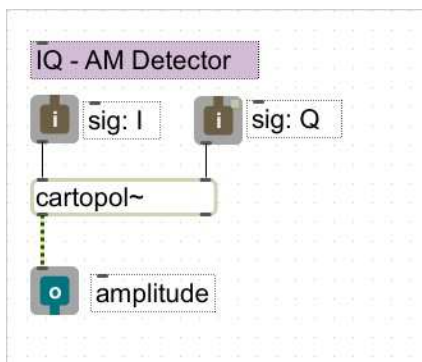 IQ - AM Detector
i sig: I
i sig: Q
cartopol~
o amplitude